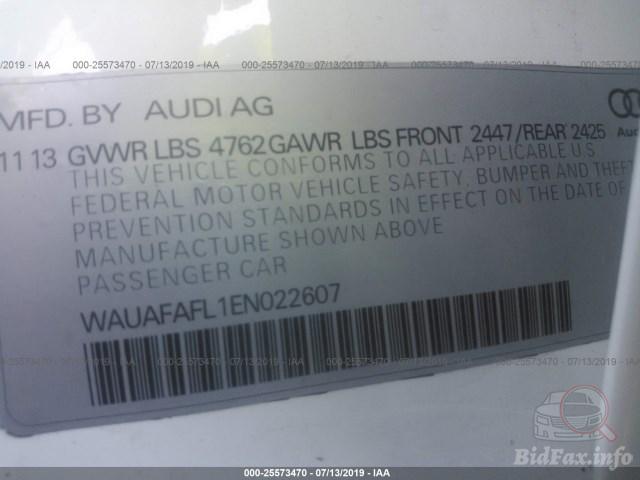 000-25573470 - 07/13/2019 - IAA
MFD. BY AUDI AG
11 13 GVWR LBS 4762 GAWR LBS FRONT 2447/REAR 2425
THIS VEHICLE CONFORMS TO ALL APPLICABLE U.S
FEDERAL MOTOR VEHICLE SAFETY, BUMPER AND THEFT
PREVENTION STANDARDS IN EFFECT ON THE DATE OF
MANUFACTURE SHOWN ABOVE
PASSENGER CAR
WAUAFAFL1EN022607
000-25573470 - 07/13/2019 - IAA
BidFax.info